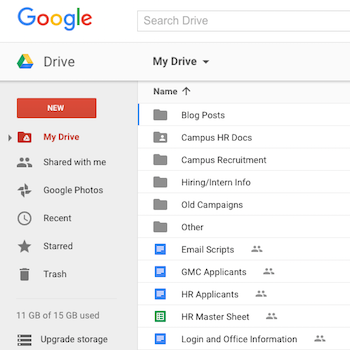 Google
Search Drive
Drive
My Drive
NEW
My Drive
Shared with me
Google Photos
Recent
Starred
Trash
11 GB of 15 GB used
Upgrade storage
Name
Blog Posts
Campus HR Docs
Campus Recruitment
Hiring/Intern Info
Old Campaigns
Other
Email Scripts
GMC Applicants
HR Applicants
HR Master Sheet
Login and Office Information